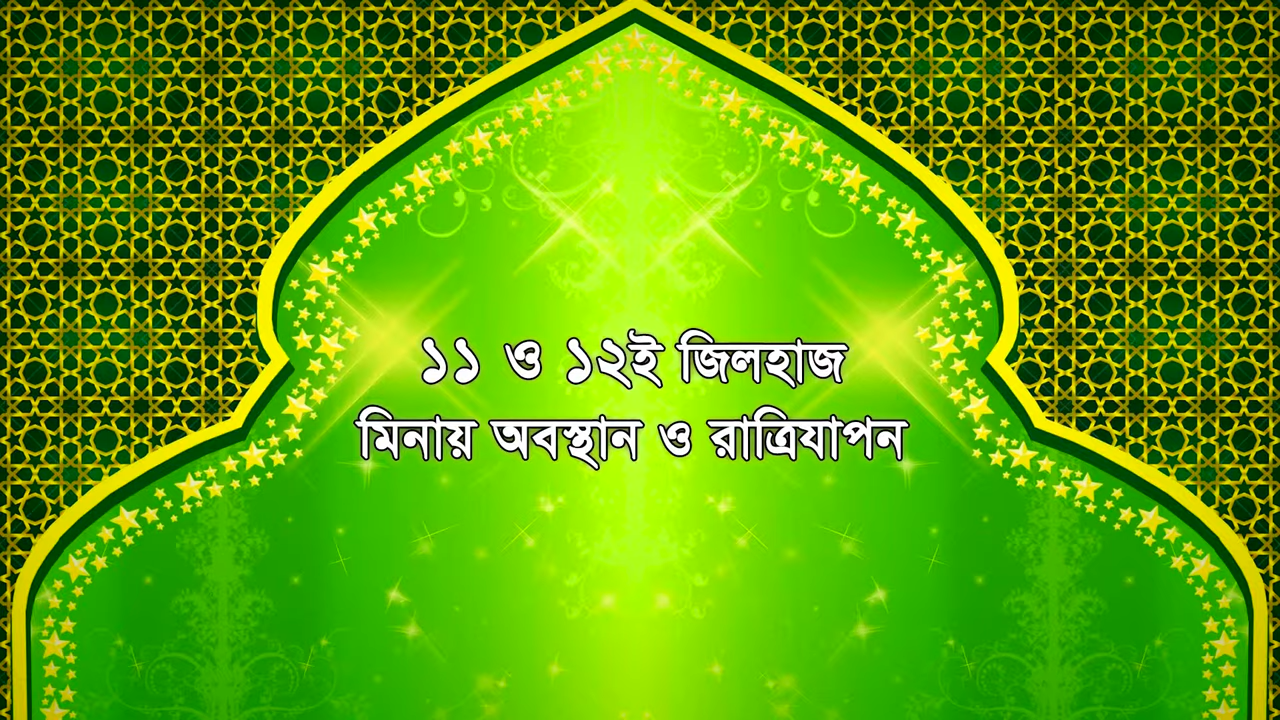 ১১ ও ১২ই জিলহাজ
মিনায় অবস্থান ও রাত্রিযাপন